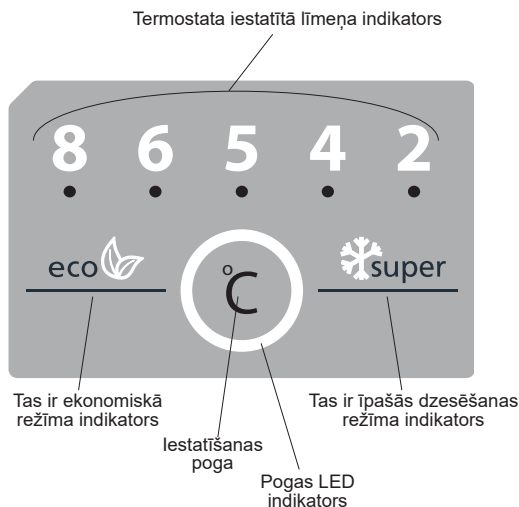 Termostata iestatītā līmeņa indikators
8 6 5 4 2
eco
super
°C
Tas ir ekonomiskā
režīma indikators
Tas ir īpašās dzesēšanas
režīma indikators
Iestatīšanas
poga
Pogas LED
indikators